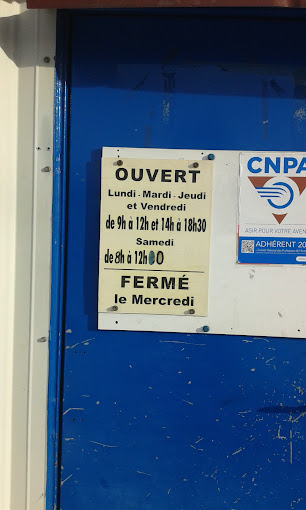 OUVERT
Lundi - Mardi - Jeudi
et Vendredi
de 9h à 12h et 14h à 18h30
Samedi
de 8h à 12h00
FERMÉ
le Mercredi
CNPA
AGIR POUR VOTRE AVEN
ADHÉRENT 20